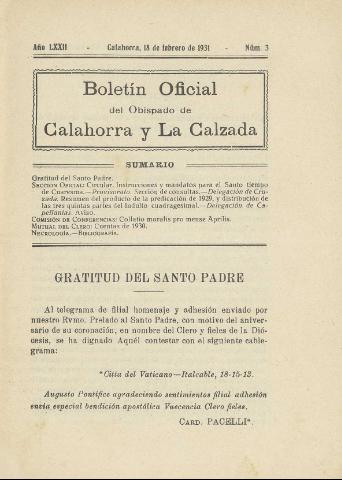 Año LXXII - Calahorra, 18 de febrero de 1931 - Núm. 3
Boletín Oficial
del Obispado de
Calahorra y La Calzada
SUMARIO
Gratitud del Santo Padre.
SECCIÓN OFICIAL: Circular. Instrucciones y mandatos para el Santo tiempo
de Cuaresma.—Provisorato. Sección de consultas.—Delegación de Cru-
zada. Resumen del producto de la predicación de 1929, y distribución de
las tres quintas partes del Indulto cuadragesimal.—Delegación de Ca-
pellanías. Aviso.
COMISIÓN DE CONFERENCIAS: Collatio moralis pro mense Aprilis.
MUTUAL DEL CLERO: Cuentas de 1930.
NECROLOGÍA.—BIBLIOGRAFÍA.
GRATITUD DEL SANTO PADRE
Al telegrama de filial homenaje y adhesión enviado por
nuestro Rvmo. Prelado al Santo Padre, con motivo del aniver-
sario de su coronación, en nombre del Clero y fieles de la Dió-
cesis, se ha dignado Aquél contestar con el siguiente cable-
grama:
"Citta del Vaticano—Italcable, 18-15-13.
Augusto Pontífice agradeciendo sentimientos filial adhesión
envía especial bendición apostólica Vuecencia Clero fieles.
CARD. PACELLI".